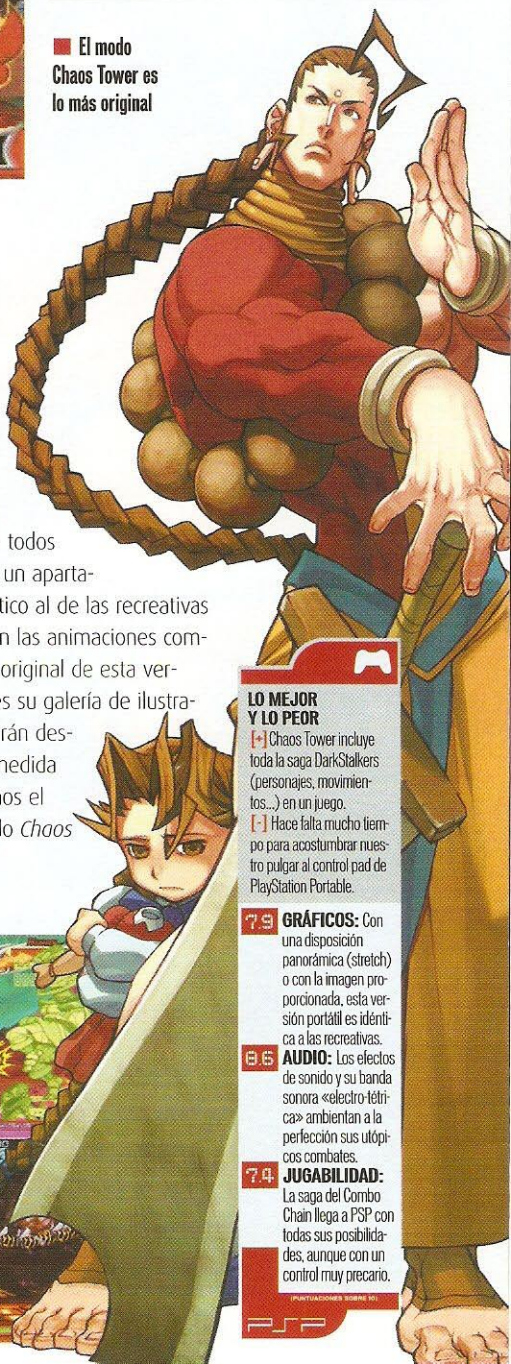 El modo
Chaos Tower es
lo más original
todos
un aparta-
tico al de las recreativas
n las animaciones com-
original de esta ver-
es su galería de ilustra-
rán des-
medida
nos el
do Chaos
LO MEJOR
Y LO PEOR
[+] Chaos Tower incluye
toda la saga DarkStalkers
(personajes, movimien-
tos...) en un juego.
[-] Hace falta mucho tiem-
po para acostumbrar nues-
tro pulgar al control pad de
PlayStation Portable.
7.9 GRÁFICOS: Con
una disposición
panorámica (stretch)
o con la imagen pro-
porcionada, esta ver-
sión portátil es idénti-
ca a las recreativas.
8.6 AUDIO: Los efectos
de sonido y su banda
sonora «electro-tétri-
ca» ambientan a la
perfección sus utópi-
cos combates.
7.4 JUGABILIDAD:
La saga del Combo
Chain llega a PSP con
todas sus posibilida-
des, aunque con un
control muy precario.
(PUNTUACIONES SOBRE 10)
PSP